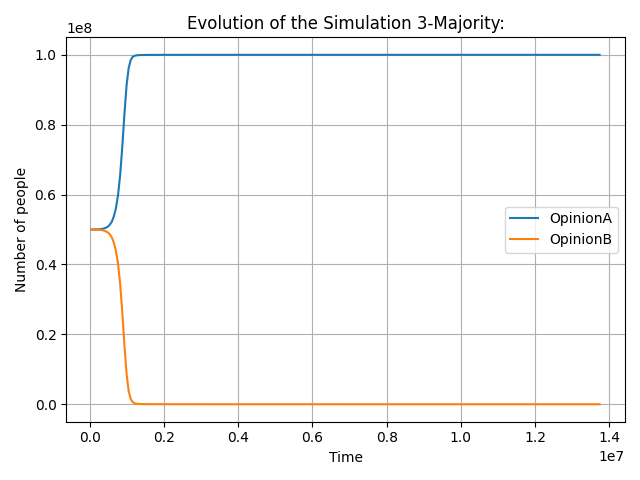 Evolution of the Simulation 3-Majority:
1e8
1.0
0.8
0.6
0.4
0.2
0.0
Number of people
OpinionA
OpinionB
0.0 0.2 0.4 0.6 0.8 1.0 1.2 1.4
1e7
Time